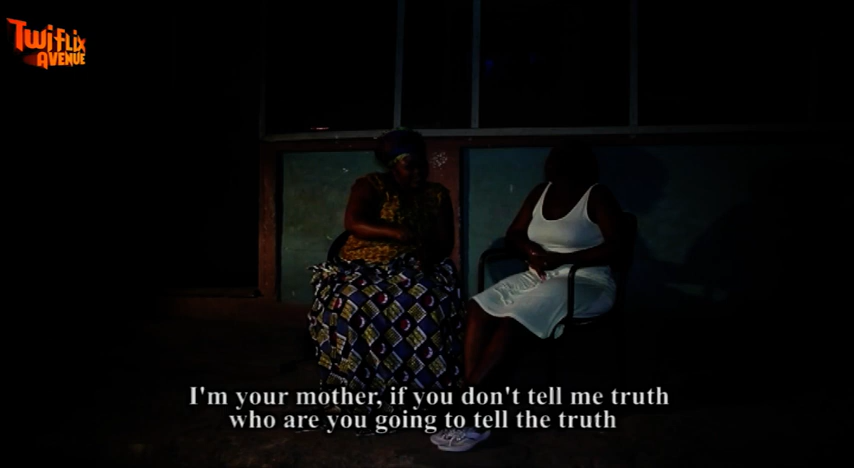 Twiflix
AVENUE
I'm your mother, if you don't tell me truth
who are you going to tell the truth